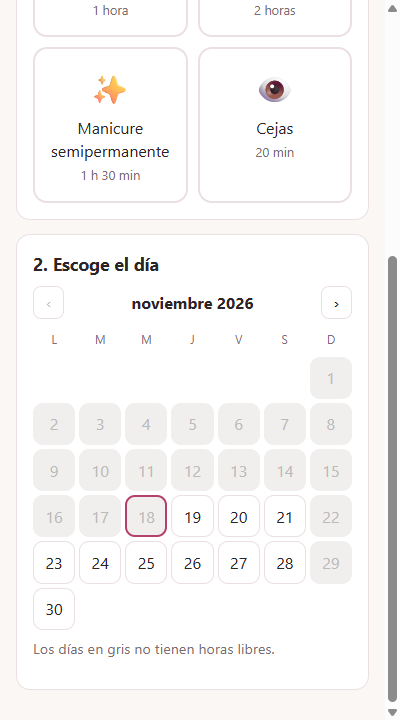 1 hora
2 horas
Manicure
semipermanente
1 h 30 min
Cejas
20 min
2. Escoge el día
‹ noviembre 2026 ›
L M M J V S D
1
2 3 4 5 6 7 8
9 10 11 12 13 14 15
16 17 18 19 20 21 22
23 24 25 26 27 28 29
30
Los días en gris no tienen horas libres.